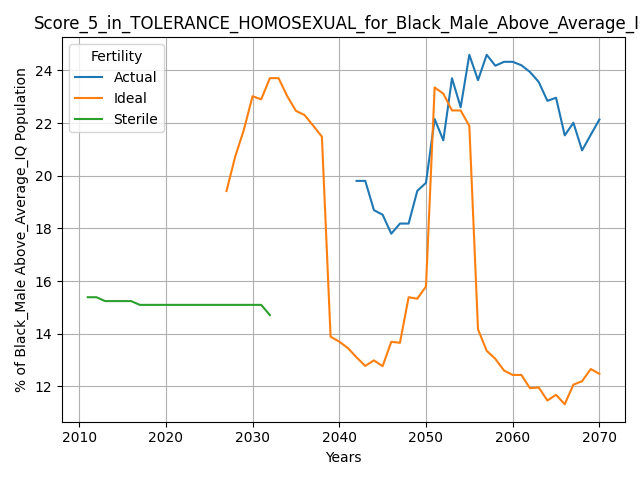 Score_5_in_TOLERANCE_HOMOSEXUAL_for_Black_Male_Above_Average_I
Fertility
Actual
Ideal
Sterile
% of Black_Male Above_Average_IQ Population
24
22
20
18
16
14
12
2010 2020 2030 2040 2050 2060 2070
Years